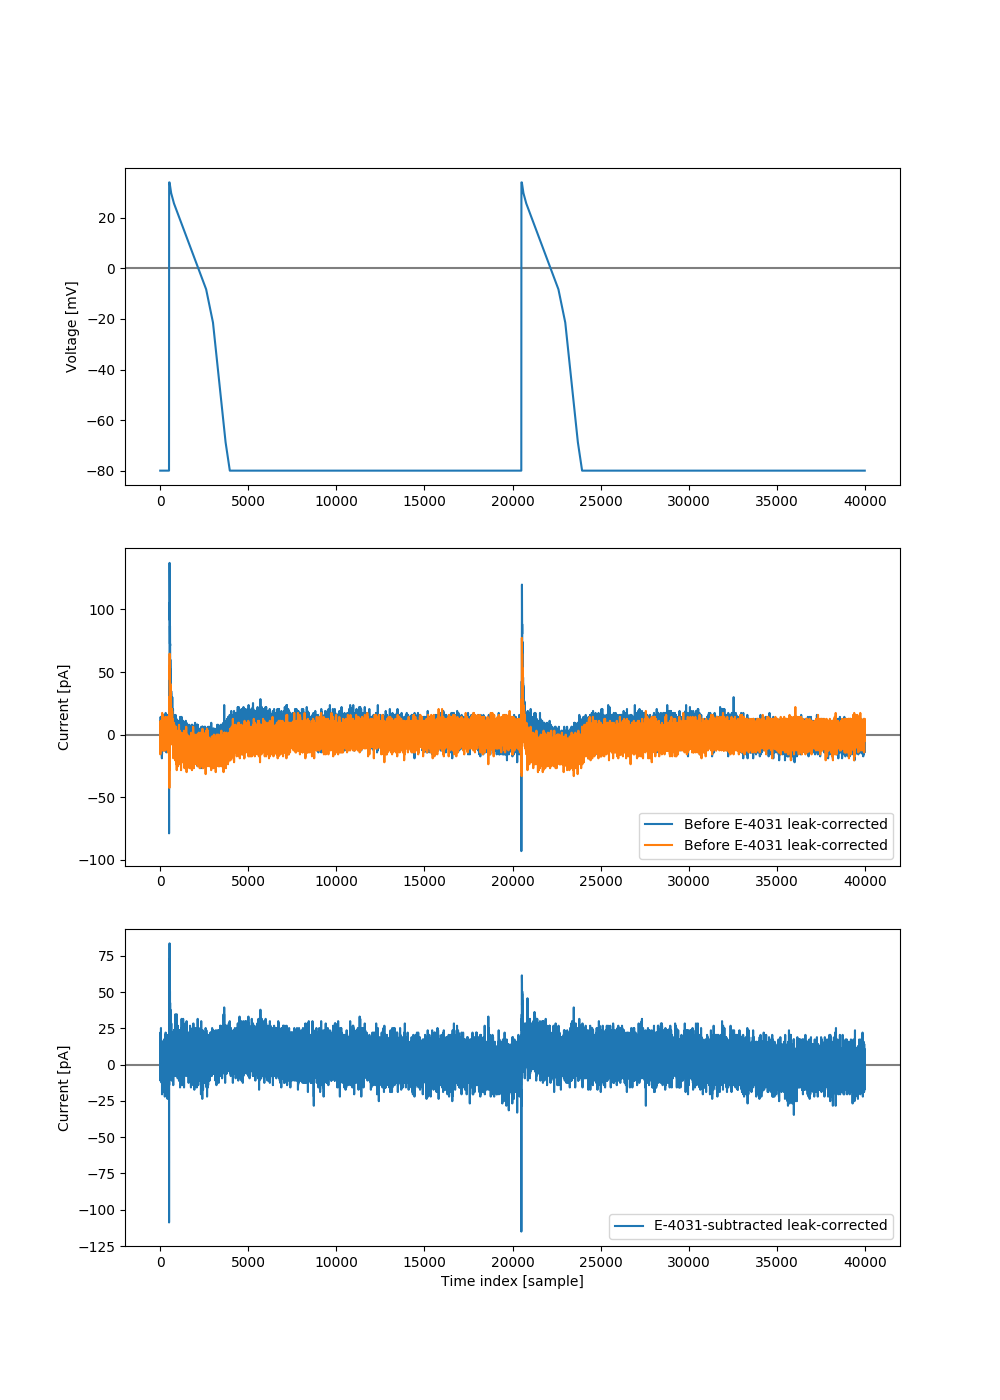 20
0
−20
−40
−60
−80
Voltage [mV]
0 5000 10000 15000 20000 25000 30000 35000 40000
100
50
0
−50
−100
Current [pA]
Before E-4031 leak-corrected
Before E-4031 leak-corrected
0 5000 10000 15000 20000 25000 30000 35000 40000
75
50
25
0
−25
−50
−75
−100
−125
Current [pA]
E-4031-subtracted leak-corrected
0 5000 10000 15000 20000 25000 30000 35000 40000
Time index [sample]